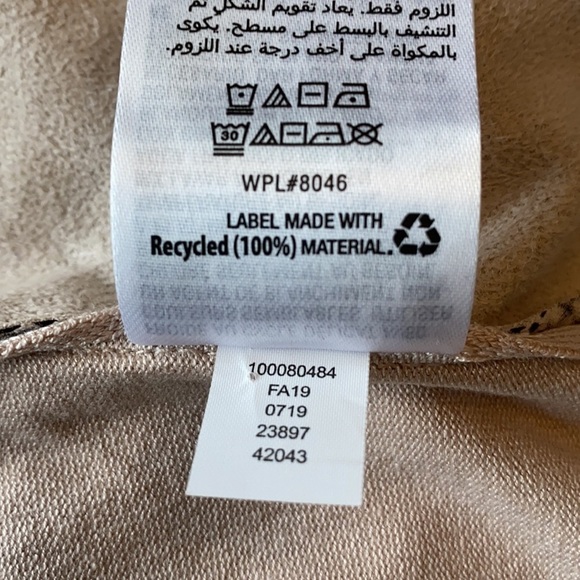 اللزوم فقط. يعاد تقويم الشكل ثم
التنشيف بالبسط على مسطح. يكوى
بالمكواة على أخف درجة عند اللزوم.
30
WPL#8046
LABEL MADE WITH
Recycled (100%) MATERIAL.
100080484
FA19
0719
23897
42043